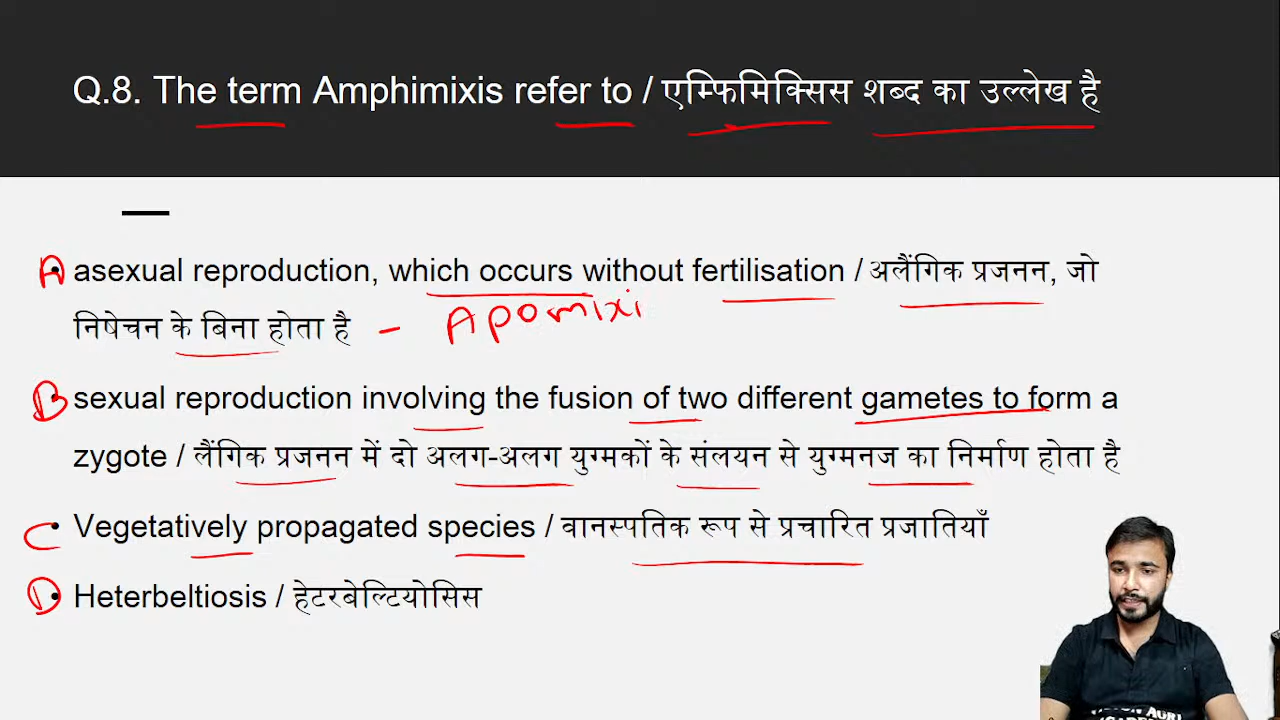 Q.8. The term Amphimixis refer to / एम्फिमिक्सिस शब्द का उल्लेख है
A • asexual reproduction, which occurs without fertilisation / अलैंगिक प्रजनन, जो
निषेचन के बिना होता है - Apomixi
B • sexual reproduction involving the fusion of two different gametes to form a
zygote / लैंगिक प्रजनन में दो अलग-अलग युग्मकों के संलयन से युग्मनज का निर्माण होता है
C • Vegetatively propagated species / वानस्पतिक रूप से प्रचारित प्रजातियाँ
D • Heterbeltiosis / हेटरबेल्टियोसिस
AGRI